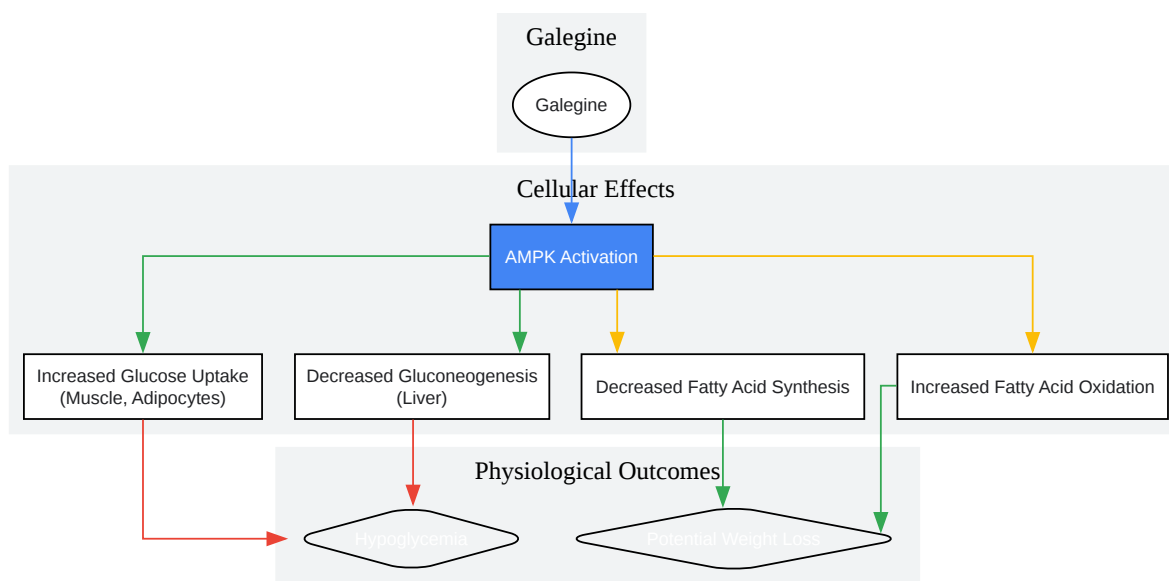 Galegine
Galegine
Cellular Effects
AMPK Activation
Increased Glucose Uptake
(Muscle, Adipocytes)
Decreased Gluconeogenesis
(Liver)
Decreased Fatty Acid Synthesis
Increased Fatty Acid Oxidation
Physiological Outcomes
Hypoglycemia
Potential Weight Loss